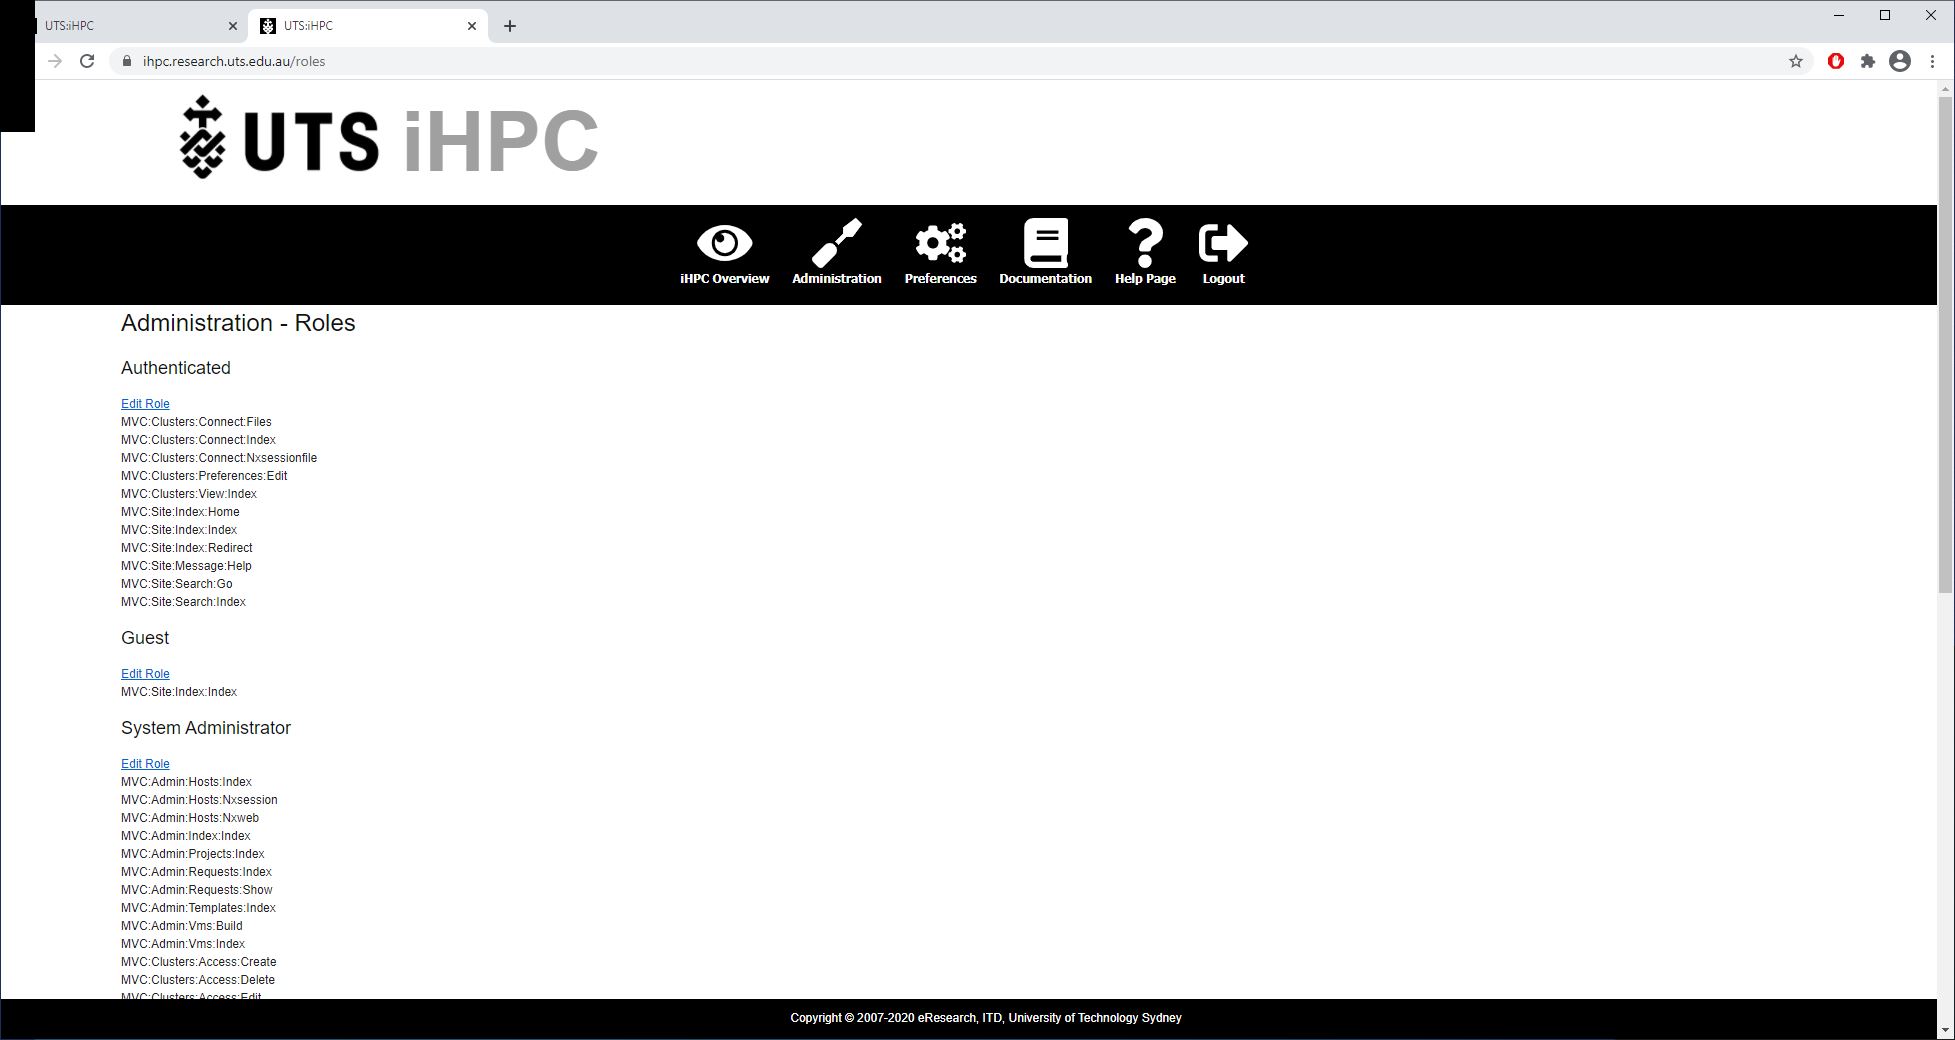 UTS:iHPC
UTS:iHPC
ihpc.research.uts.edu.au/roles
UTS iHPC
iHPC Overview
Administration
Preferences
Documentation
Help Page
Logout
Administration - Roles
Authenticated
Edit Role
MVC:Clusters:Connect:Files
MVC:Clusters:Connect:Index
MVC:Clusters:Connect:Nxsessionfile
MVC:Clusters:Preferences:Edit
MVC:Clusters:View:Index
MVC:Site:Index:Home
MVC:Site:Index:Index
MVC:Site:Index:Redirect
MVC:Site:Message:Help
MVC:Site:Search:Go
MVC:Site:Search:Index
Guest
Edit Role
MVC:Site:Index:Index
System Administrator
Edit Role
MVC:Admin:Hosts:Index
MVC:Admin:Hosts:Nxsession
MVC:Admin:Hosts:Nxweb
MVC:Admin:Index:Index
MVC:Admin:Projects:Index
MVC:Admin:Requests:Index
MVC:Admin:Requests:Show
MVC:Admin:Templates:Index
MVC:Admin:Vms:Build
MVC:Admin:Vms:Index
MVC:Clusters:Access:Create
MVC:Clusters:Access:Delete
MVC:Clusters:Access:Edit
Copyright © 2007-2020 eResearch, ITD, University of Technology Sydney